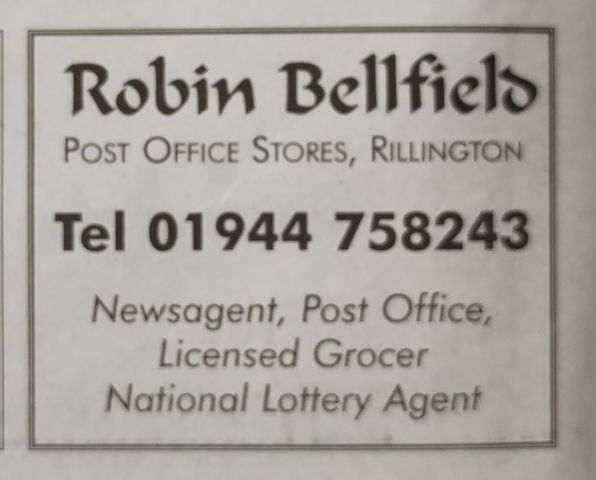 Robin Bellfield
Post Office Stores, Rillington
Tel 01944 758243
Newsagent, Post Office,
Licensed Grocer
National Lottery Agent